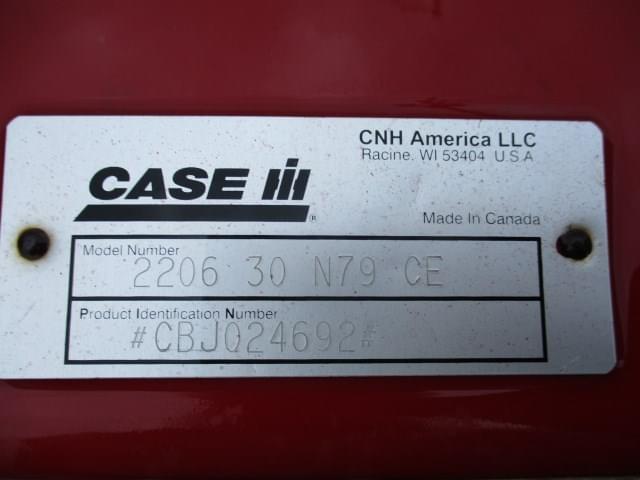 CNH America LLC
Racine, WI 53404 U.S.A
CASE IH
®
Made In Canada
Model Number
2206 30 N79 CE
Product Identification Number
#CBJ024692#